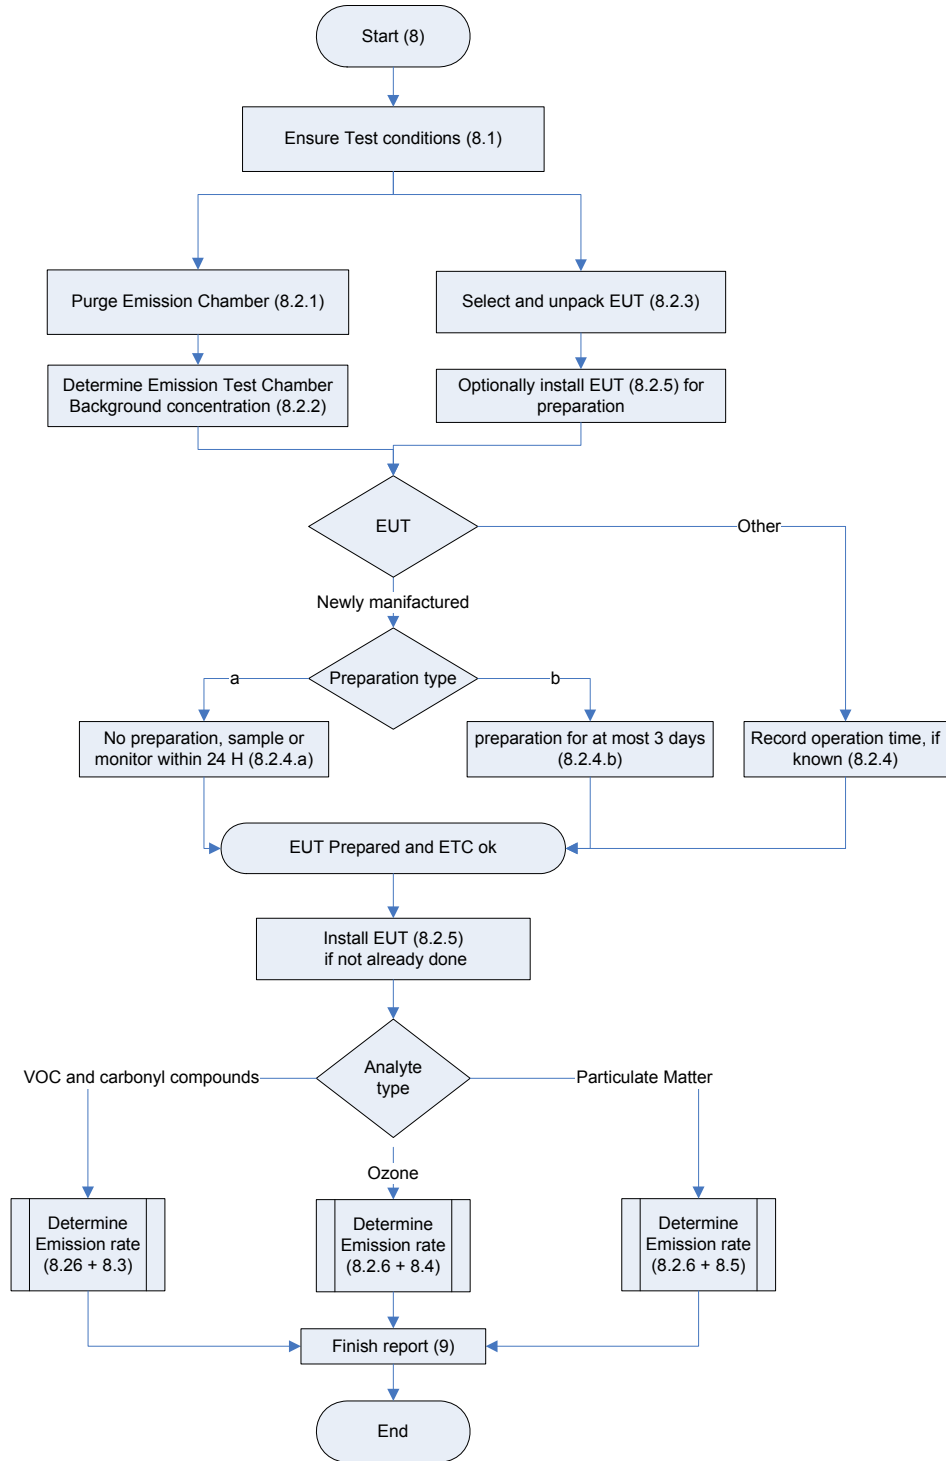 Start (8)
Ensure Test conditions (8.1)
Purge Emission Chamber (8.2.1)
Select and unpack EUT (8.2.3)
Determine Emission Test Chamber
Background concentration (8.2.2)
Optionally install EUT (8.2.5) for
preparation
EUT
Other
Newly manifactured
Preparation type
a
b
No preparation, sample or
monitor within 24 H (8.2.4.a)
preparation for at most 3 days
(8.2.4.b)
Record operation time, if
known (8.2.4)
EUT Prepared and ETC ok
Install EUT (8.2.5)
if not already done
Analyte
type
VOC and carbonyl compounds
Particulate Matter
Ozone
Determine
Emission rate
(8.26 + 8.3)
Determine
Emission rate
(8.2.6 + 8.4)
Determine
Emission rate
(8.2.6 + 8.5)
Finish report (9)
End